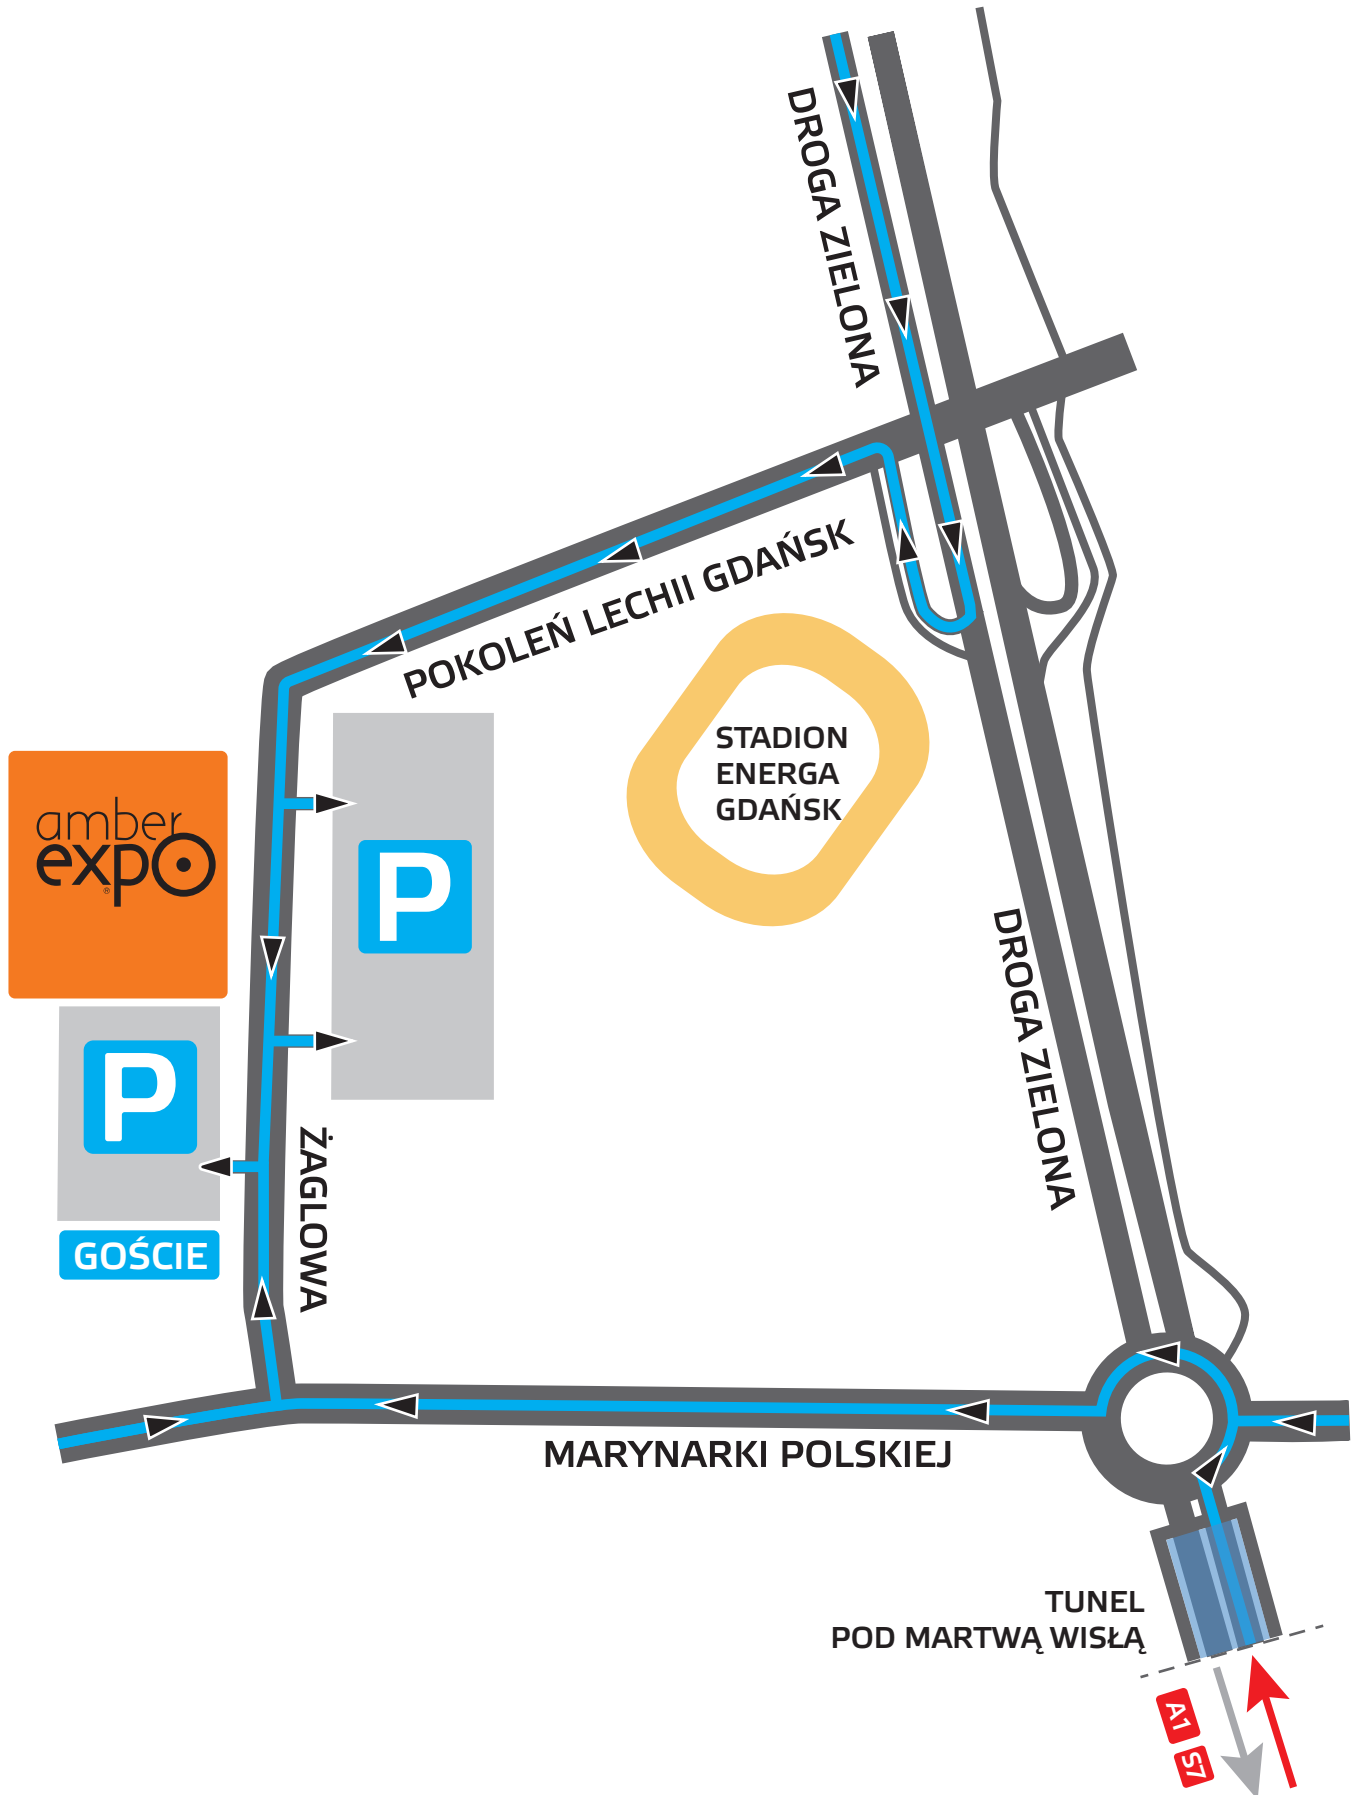 DROGA ZIELONA
POKOLEŃ LECHII GDAŃSK
STADION
ENERGA
GDAŃSK
amber
expo
®
P
P
GOŚCIE
ŻAGLOWA
DROGA ZIELONA
MARYNARKI POLSKIEJ
TUNEL
POD MARTWĄ WISŁĄ
A1
S7